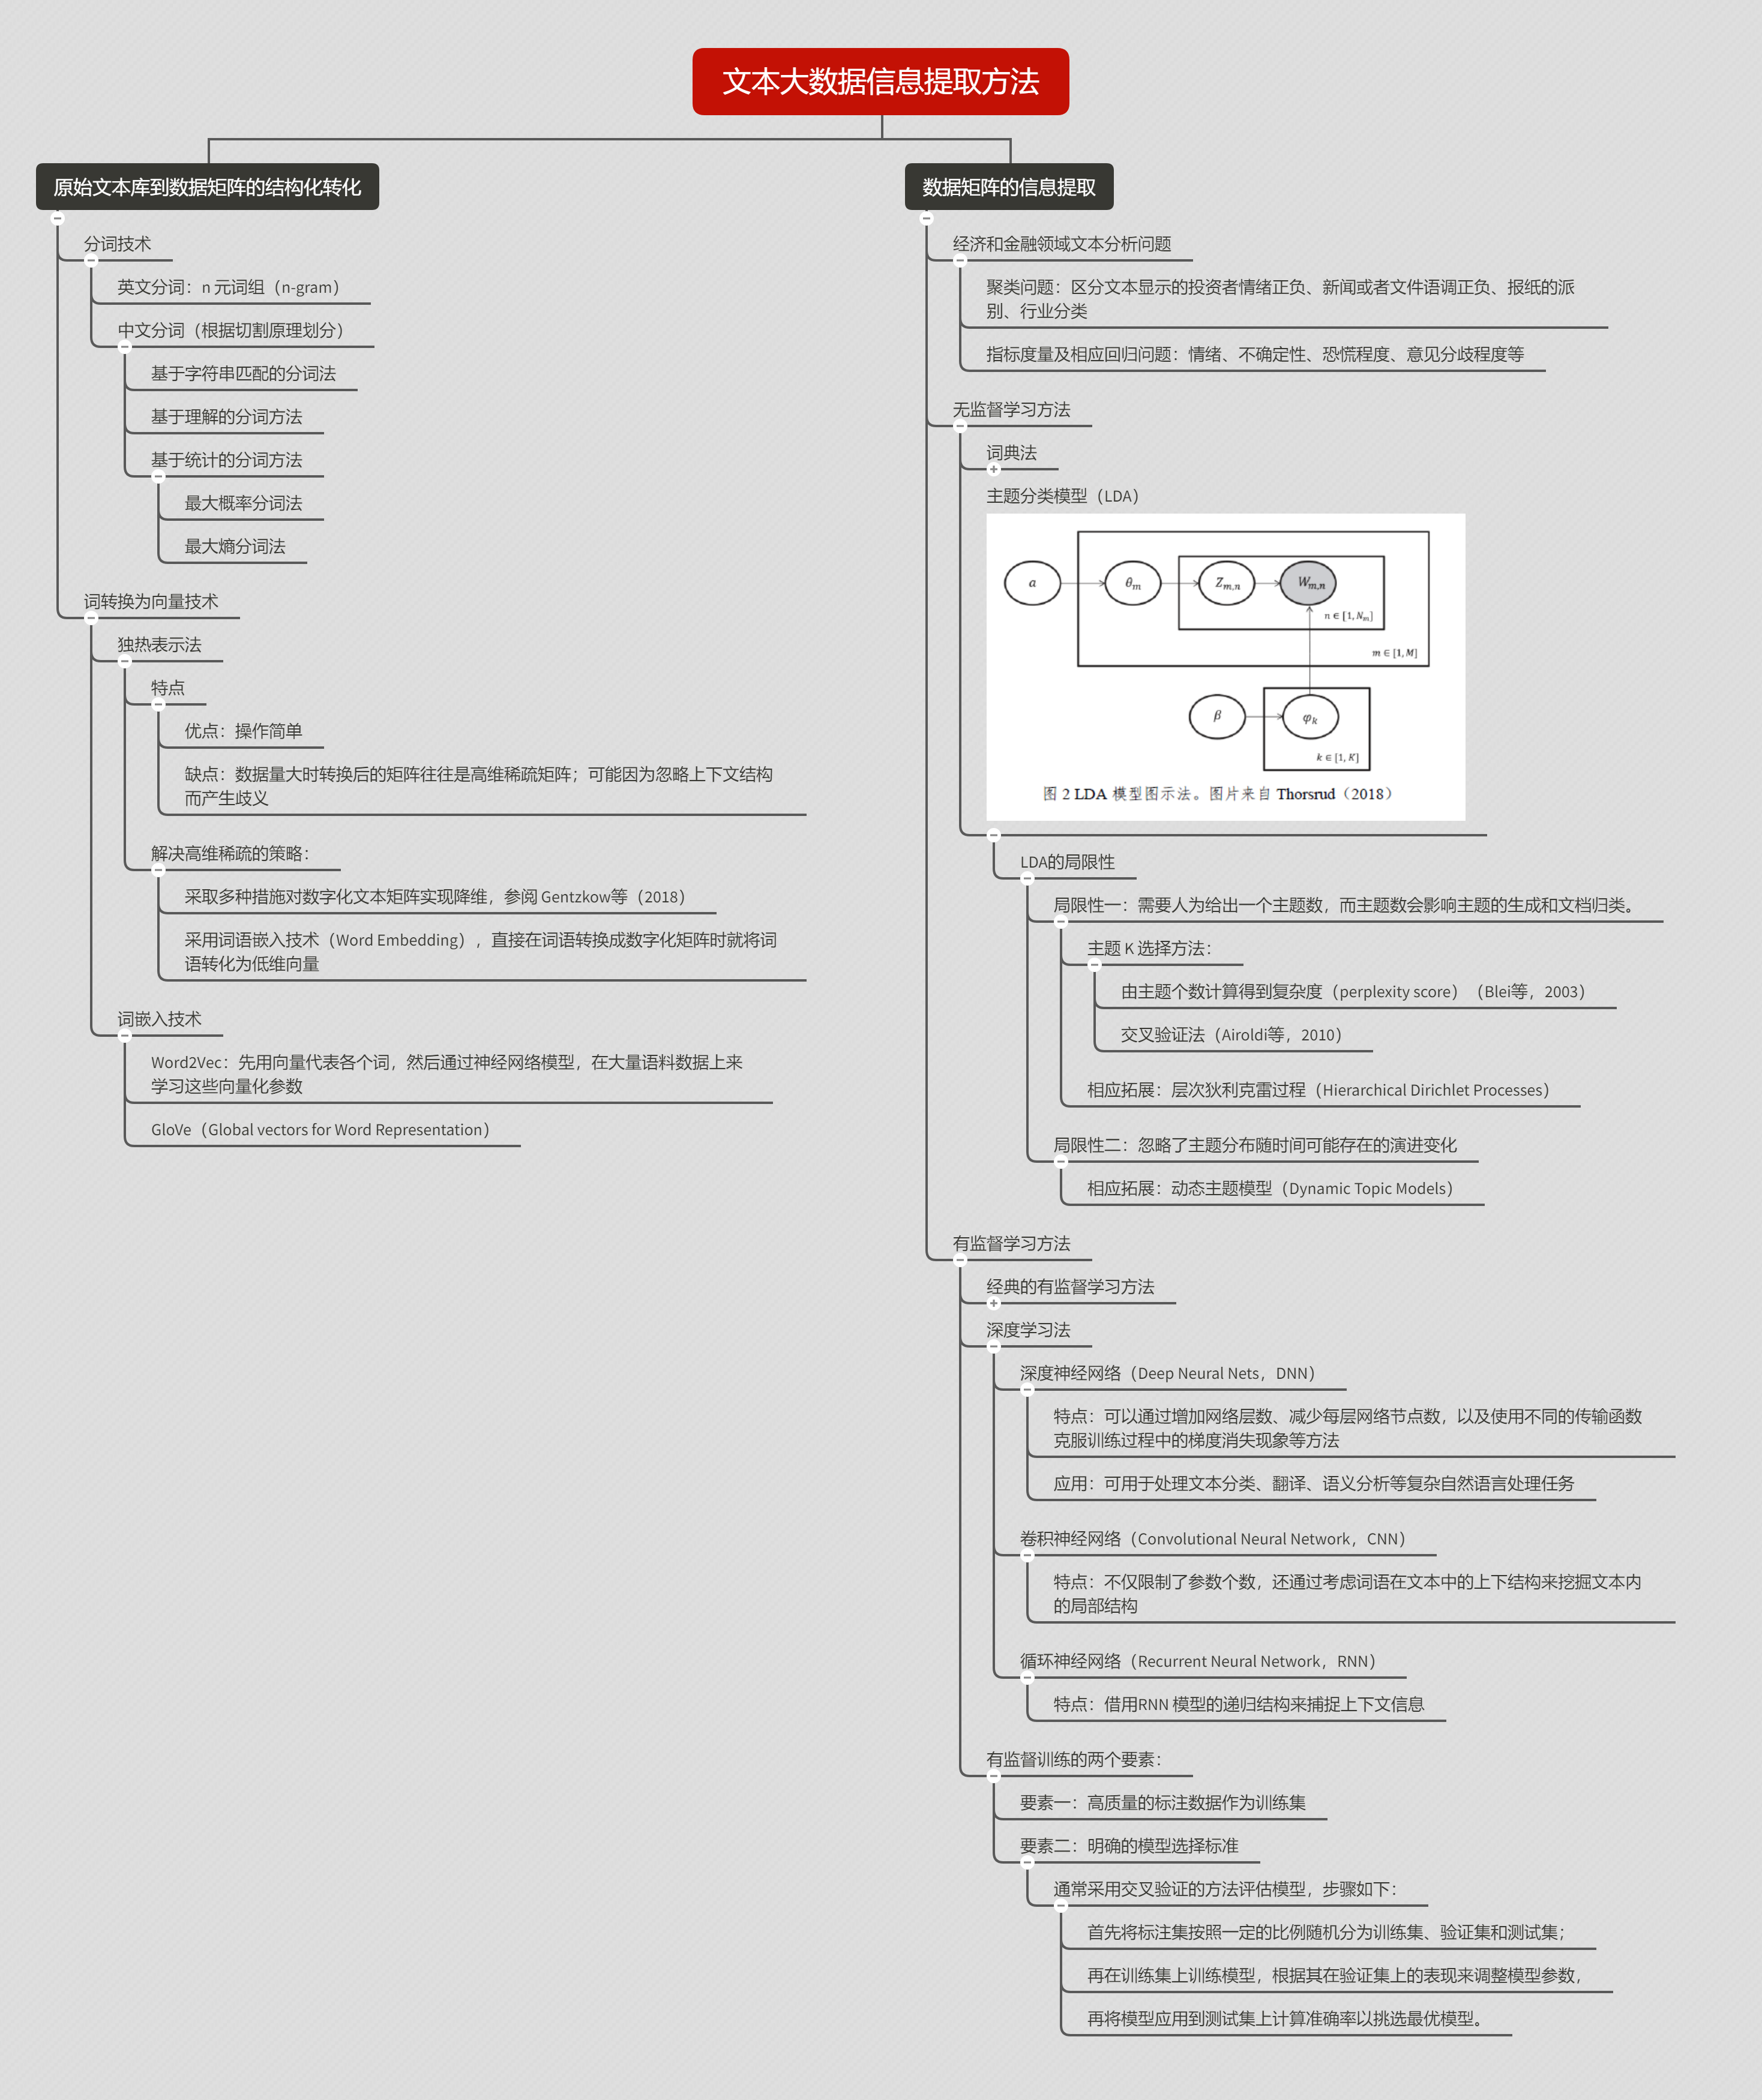 文本大数据信息提取方法
原始文本库到数据矩阵的结构化转化
分词技术
英文分词：n 元词组（n-gram）
中文分词（根据切割原理划分）
基于字符串匹配的分词法
基于理解的分词方法
基于统计的分词方法
最大概率分词法
最大熵分词法
词转换为向量技术
独热表示法
特点
优点：操作简单
缺点：数据量大时转换后的矩阵往往是高维稀疏矩阵；可能因为忽略上下文结构
而产生歧义
解决高维稀疏的策略：
采取多种措施对数字化文本矩阵实现降维，参阅 Gentzkow等（2018）
采用词语嵌入技术（Word Embedding），直接在词语转换成数字化矩阵时就将词
语转化为低维向量
词嵌入技术
Word2Vec：先用向量代表各个词，然后通过神经网络模型，在大量语料数据上来
学习这些向量化参数
GloVe（Global vectors for Word Representation）
数据矩阵的信息提取
经济和金融领域文本分析问题
聚类问题：区分文本显示的投资者情绪正负、新闻或者文件语调正负、报纸的派
别、行业分类
指标度量及相应回归问题：情绪、不确定性、恐慌程度、意见分歧程度等
无监督学习方法
词典法
主题分类模型（LDA）
α
θm
Zm,n
Wm,n
n ∈ [1, Nm]
m ∈ [1, M]
β
φk
k ∈ [1, K]
图 2 LDA 模型图示法。图片来自 Thorsrud（2018）
LDA的局限性
局限性一：需要人为给出一个主题数，而主题数会影响主题的生成和文档归类。
主题 K 选择方法：
由主题个数计算得到复杂度（perplexity score）（Blei等，2003）
交叉验证法（Airoldi等，2010）
相应拓展：层次狄利克雷过程（Hierarchical Dirichlet Processes）
局限性二：忽略了主题分布随时间可能存在的演进变化
相应拓展：动态主题模型（Dynamic Topic Models）
有监督学习方法
经典的有监督学习方法
深度学习法
深度神经网络（Deep Neural Nets，DNN）
特点：可以通过增加网络层数、减少每层网络节点数，以及使用不同的传输函数
克服训练过程中的梯度消失现象等方法
应用：可用于处理文本分类、翻译、语义分析等复杂自然语言处理任务
卷积神经网络（Convolutional Neural Network，CNN）
特点：不仅限制了参数个数，还通过考虑词语在文本中的上下结构来挖掘文本内
的局部结构
循环神经网络（Recurrent Neural Network，RNN）
特点：借用RNN 模型的递归结构来捕捉上下文信息
有监督训练的两个要素：
要素一：高质量的标注数据作为训练集
要素二：明确的模型选择标准
通常采用交叉验证的方法评估模型，步骤如下：
首先将标注集按照一定的比例随机分为训练集、验证集和测试集；
再在训练集上训练模型，根据其在验证集上的表现来调整模型参数，
再将模型应用到测试集上计算准确率以挑选最优模型。